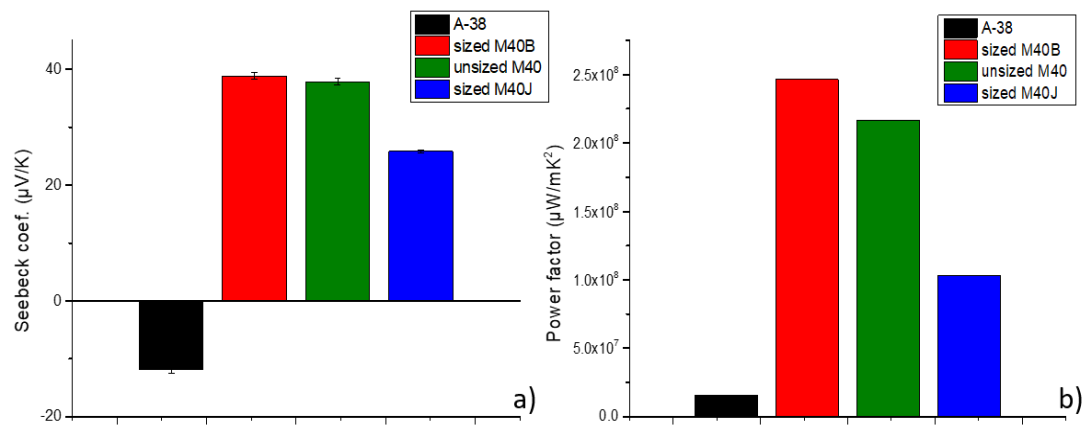 A-38
sized M40B
unsized M40
sized M40J
Seebeck coef. (µV/K)
40
20
0
-20
a)
A-38
sized M40B
unsized M40
sized M40J
Power factor (µW/mK²)
2.5x10⁸
2.0x10⁸
1.5x10⁸
1.0x10⁸
5.0x10⁷
0.0
b)